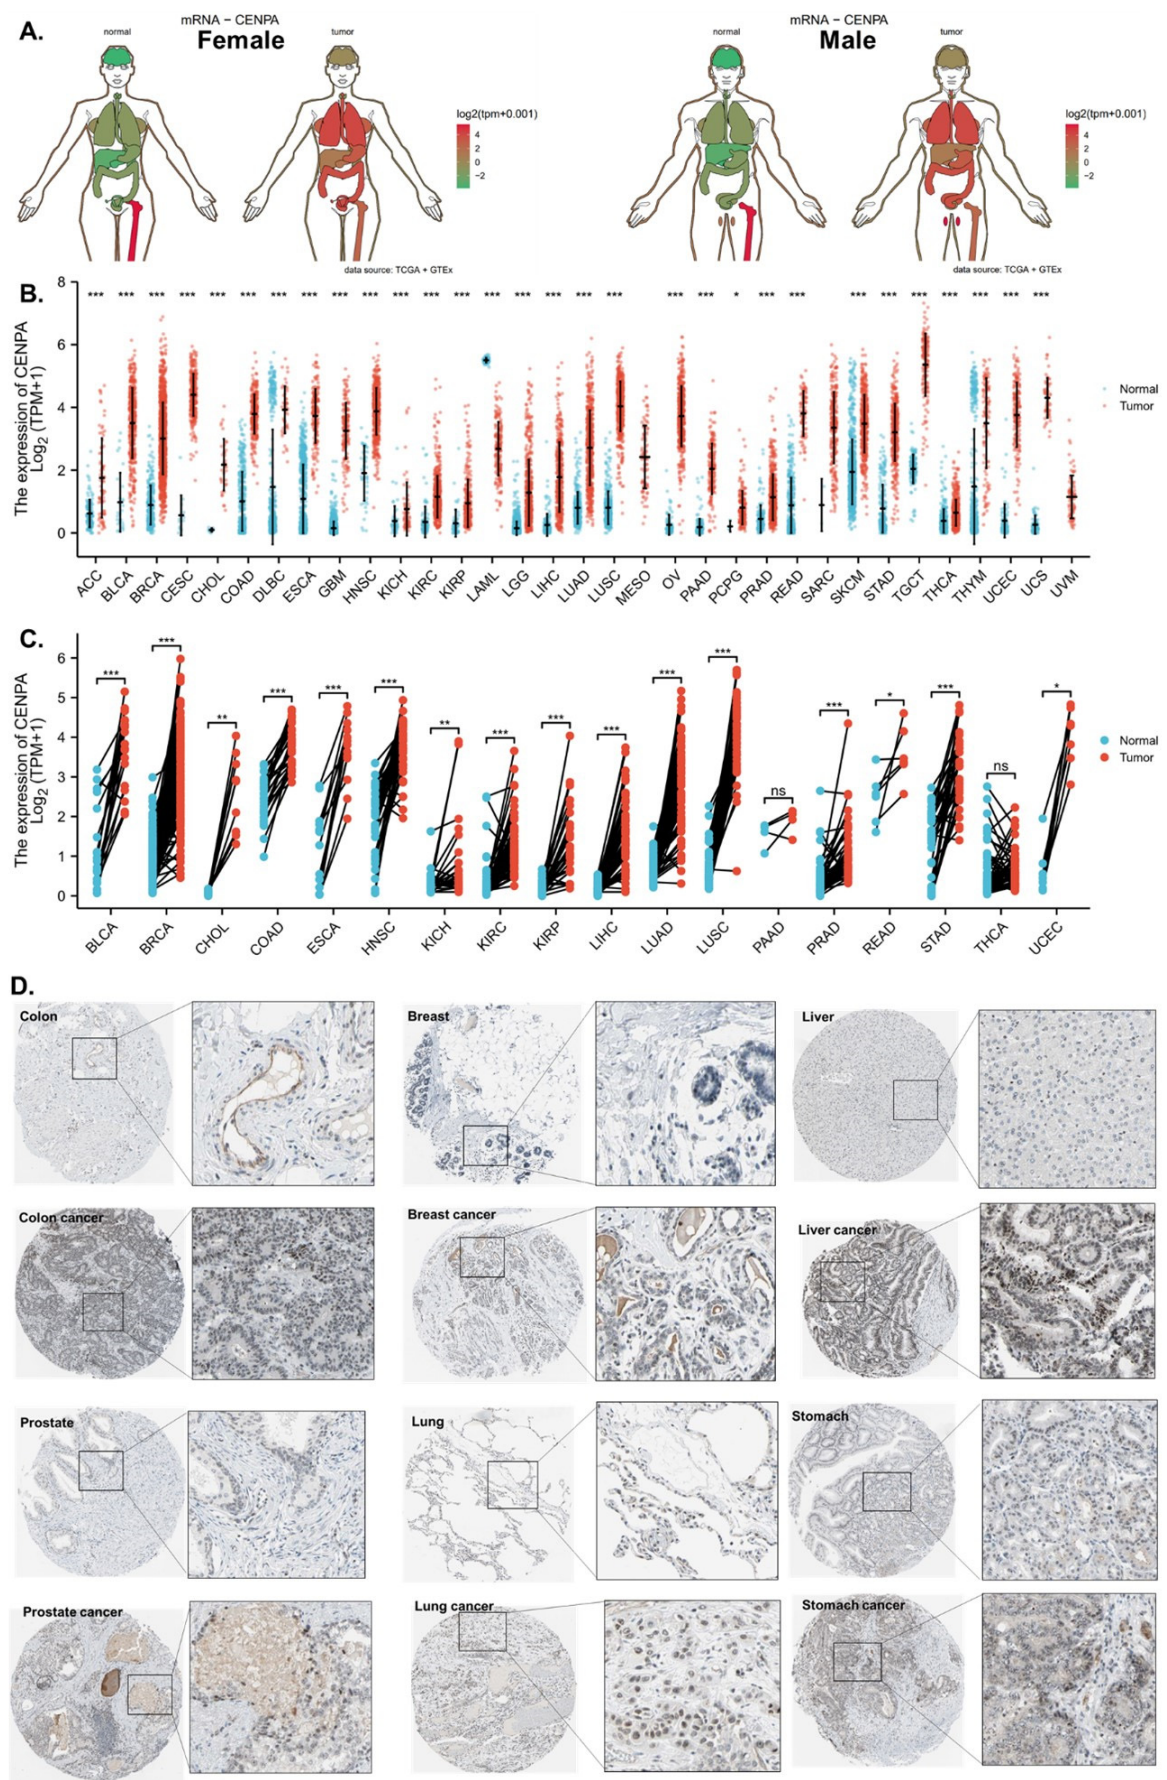 A.
mRNA – CENPA
Female
normal
tumor
log2(tpm+0.001)
4
2
0
−2
data source: TCGA + GTEx
mRNA – CENPA
Male
normal
tumor
log2(tpm+0.001)
4
2
0
−2
data source: TCGA + GTEx
B.
The expression of CENPA
Log2 (TPM+1)
8
6
4
2
0
*** *** *** *** *** *** *** *** *** *** *** *** *** *** *** *** *** *** *** *** * *** *** *** *** *** *** *** *** ***
Normal
Tumor
ACC BLCA BRCA CESC CHOL COAD DLBC ESCA GBM HNSC KICH KIRC KIRP LAML LGG LIHC LUAD LUSC MESO OV PAAD PCPG PRAD READ SARC SKCM STAD TGCT THCA THYM UCEC UCS UVM
C.
The expression of CENPA
Log2 (TPM+1)
6
5
4
3
2
1
0
*** *** ** *** *** *** ** *** *** *** *** *** ns *** * *** ns *
Normal
Tumor
BLCA BRCA CHOL COAD ESCA HNSC KICH KIRC KIRP LIHC LUAD LUSC PAAD PRAD READ STAD THCA UCEC
D.
Colon
Breast
Liver
Colon cancer
Breast cancer
Liver cancer
Prostate
Lung
Stomach
Prostate cancer
Lung cancer
Stomach cancer